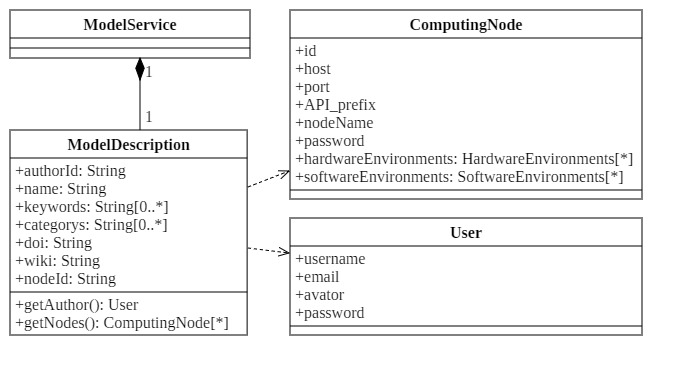 ModelService
1
1
ModelDescription
+authorId: String
+name: String
+keywords: String[0..*]
+categorys: String[0..*]
+doi: String
+wiki: String
+nodeId: String
+getAuthor(): User
+getNodes(): ComputingNode[*]
ComputingNode
+id
+host
+port
+API_prefix
+nodeName
+password
+hardwareEnvironments: HardwareEnvironments[*]
+softwareEnvironments: SoftwareEnvironments[*]
User
+username
+email
+avator
+password